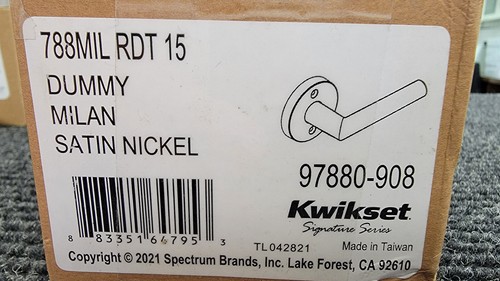 788MIL RDT 15
DUMMY
MILAN
SATIN NICKEL
97880-908
Kwikset
Signature Series
8 83351 66795 3
TL042821
Made in Taiwan
Copyright © 2021 Spectrum Brands, Inc. Lake Forest, CA 92610